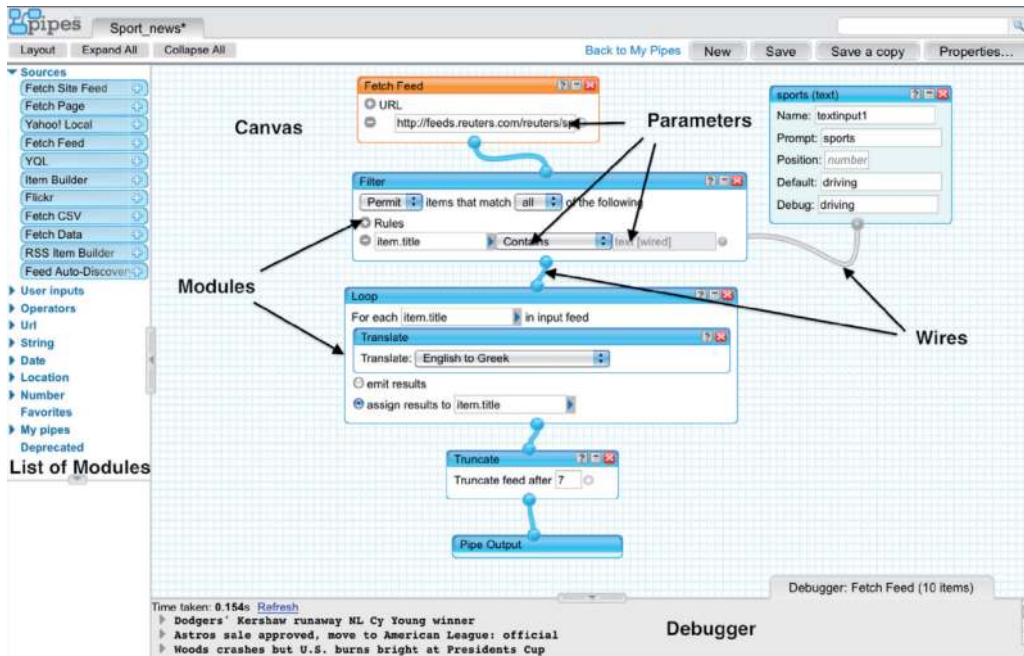 pipes
Sport_news*
Layout
Expand All
Collapse All
Back to My Pipes
New
Save
Save a copy
Properties...
Sources
Fetch Site Feed
Fetch Page
Yahoo! Local
Fetch Feed
YQL
Item Builder
Flickr
Fetch CSV
Fetch Data
RSS Item Builder
Feed Auto-Discover
User inputs
Operators
Url
String
Date
Location
Number
Favorites
My pipes
Deprecated
List of Modules
Canvas
Modules
Parameters
Wires
Fetch Feed
URL
http://feeds.reuters.com/reuters/sp
Filter
Permit items that match all of the following
Rules
item.title Contains text [wired]
Loop
For each item.title in input feed
Translate
Translate: English to Greek
emit results
assign results to item.title
Truncate
Truncate feed after 7
Pipe Output
sports (text)
Name: textinput1
Prompt: sports
Position: number
Default: driving
Debug: driving
Debugger: Fetch Feed (10 items)
Time taken: 0.154s Refresh
Dodgers' Kershaw runaway NL Cy Young winner
Astros sale approved, move to American League: official
Woods crashes but U.S. burns bright at Presidents Cup
Debugger